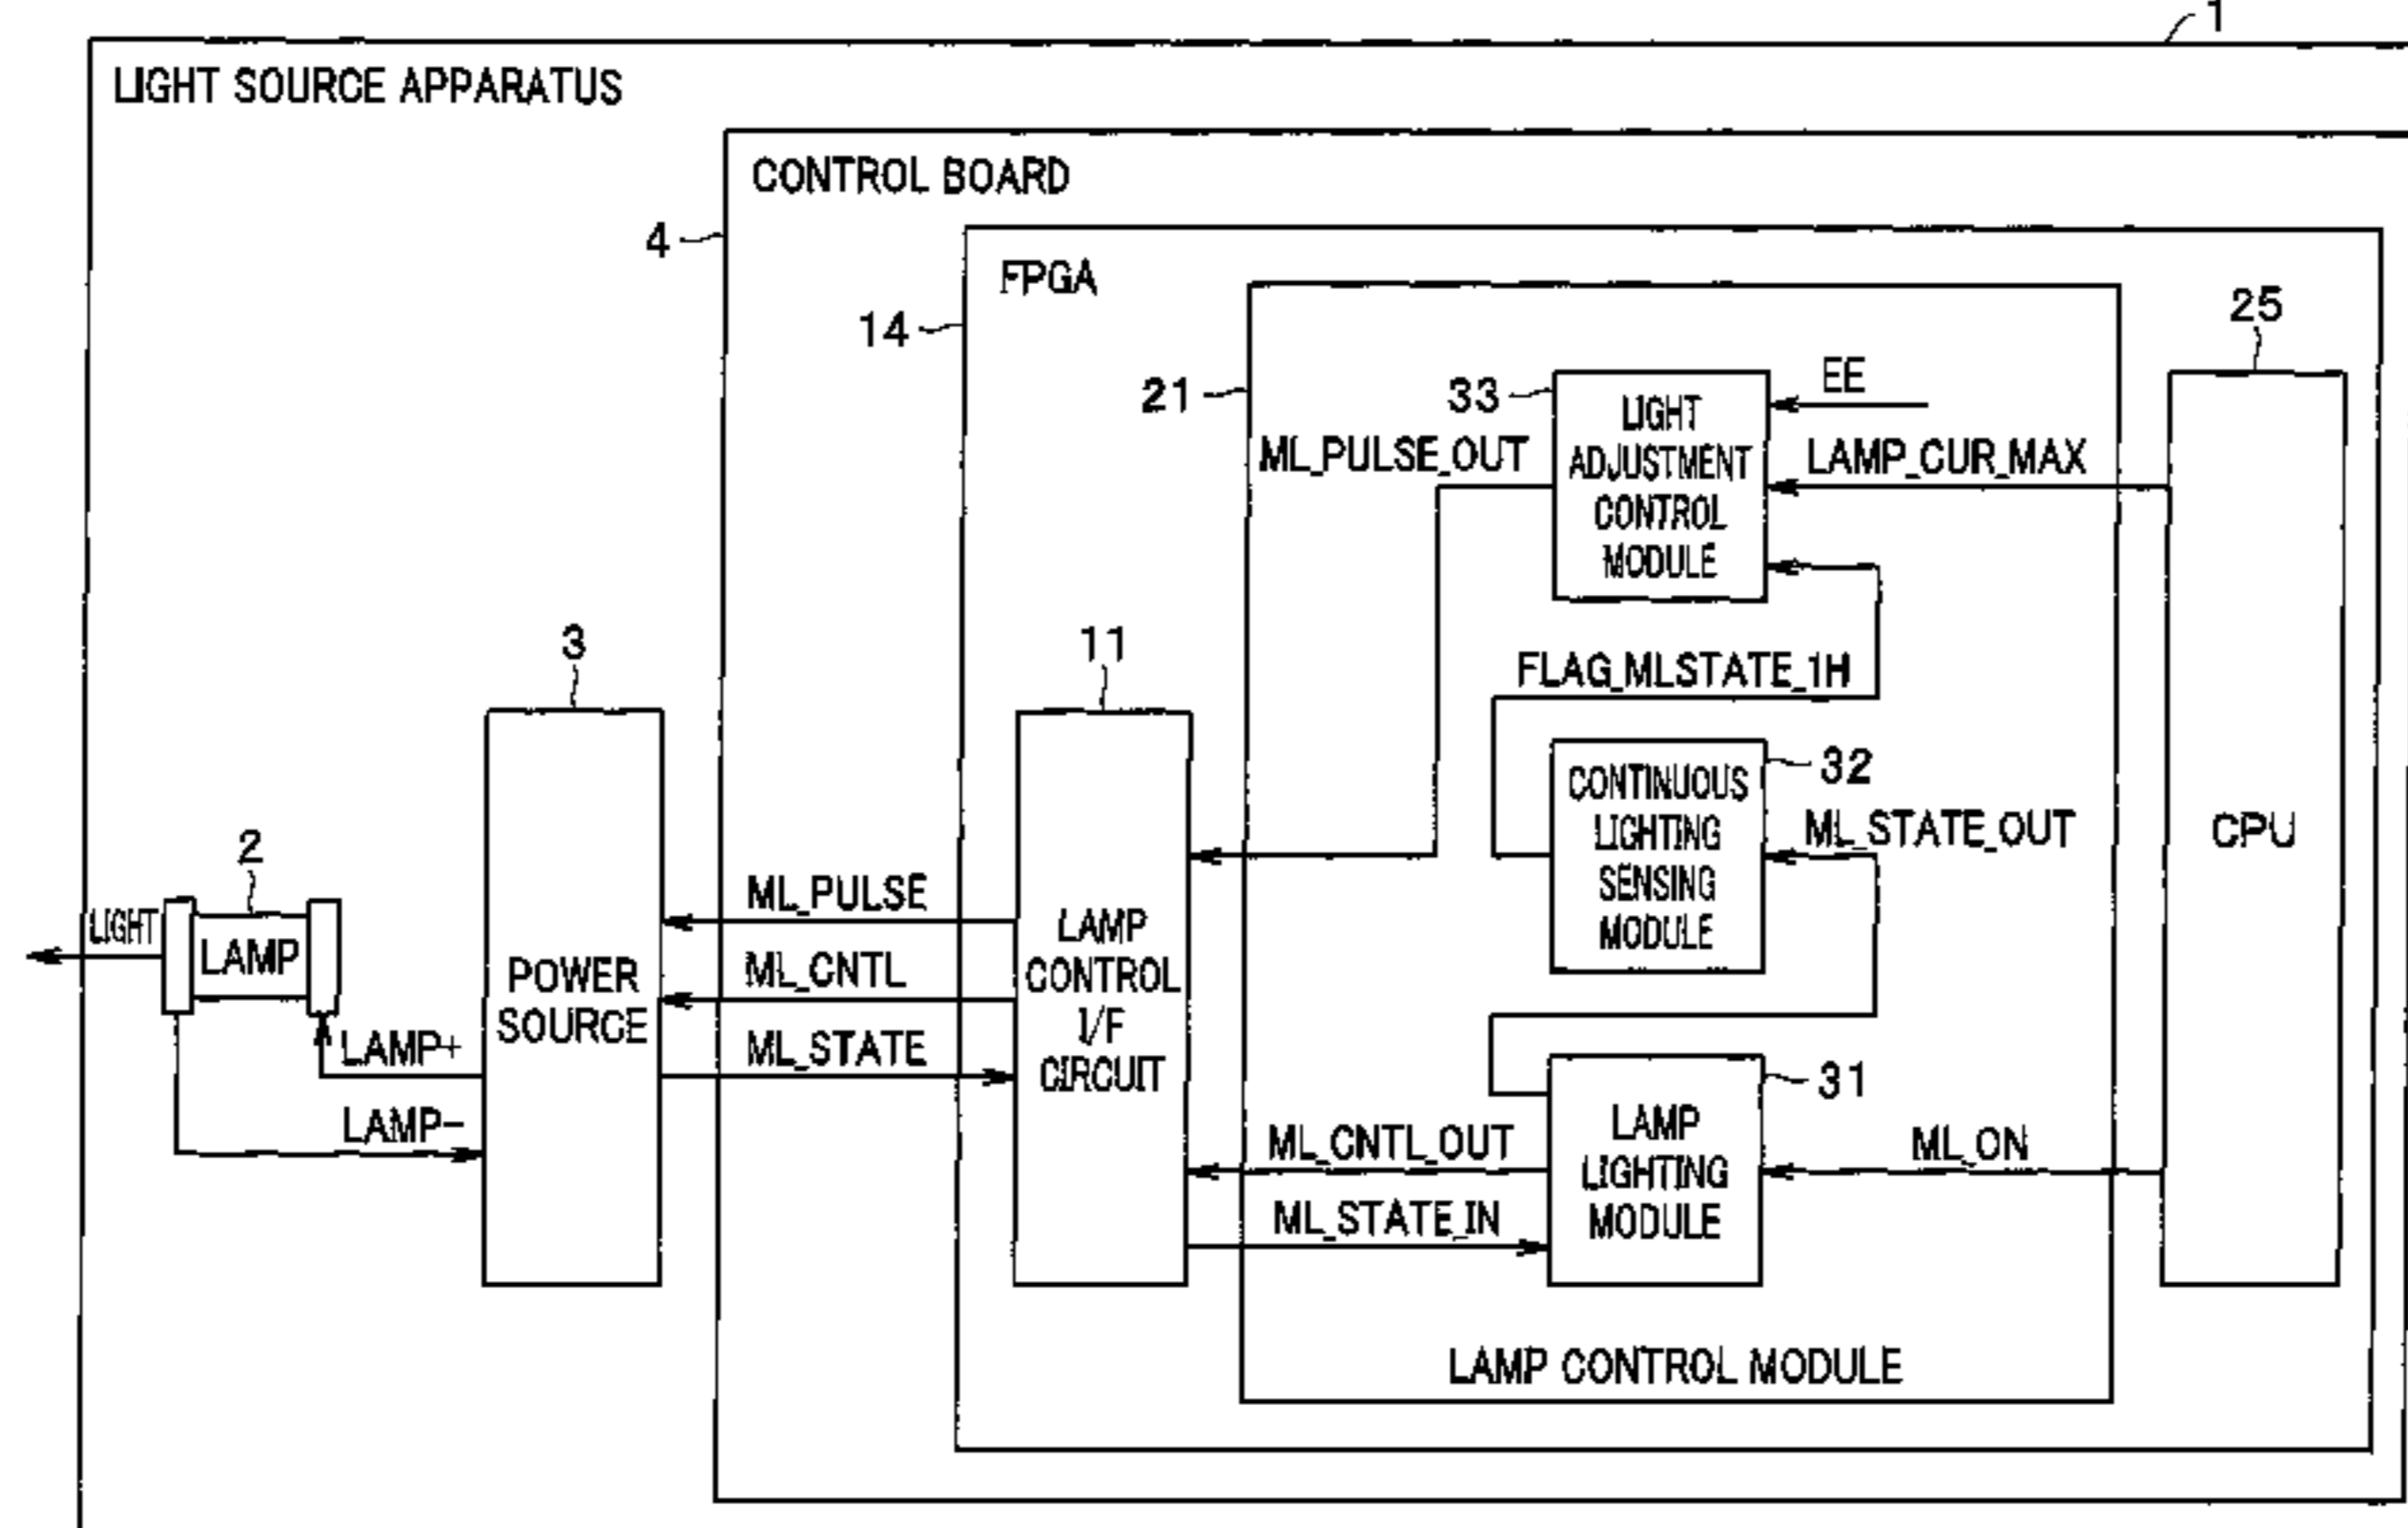 1
LIGHT SOURCE APPARATUS
CONTROL BOARD
4
FPGA
14
25
21
33
EE
LIGHT
ADJUSTMENT
CONTROL
MODULE
ML_PULSE_OUT
LAMP_CUR_MAX
3
11
FLAG_MLSTATE_1H
32
CONTINUOUS
LIGHTING
SENSING
MODULE
ML_STATE_OUT
CPU
2
LIGHT
LAMP
ML_PULSE
ML_CNTL
ML_STATE
POWER
SOURCE
LAMP
CONTROL
I/F
CIRCUIT
LAMP+
LAMP-
31
LAMP
LIGHTING
MODULE
ML_CNTL_OUT
ML_ON
ML_STATE_IN
LAMP CONTROL MODULE